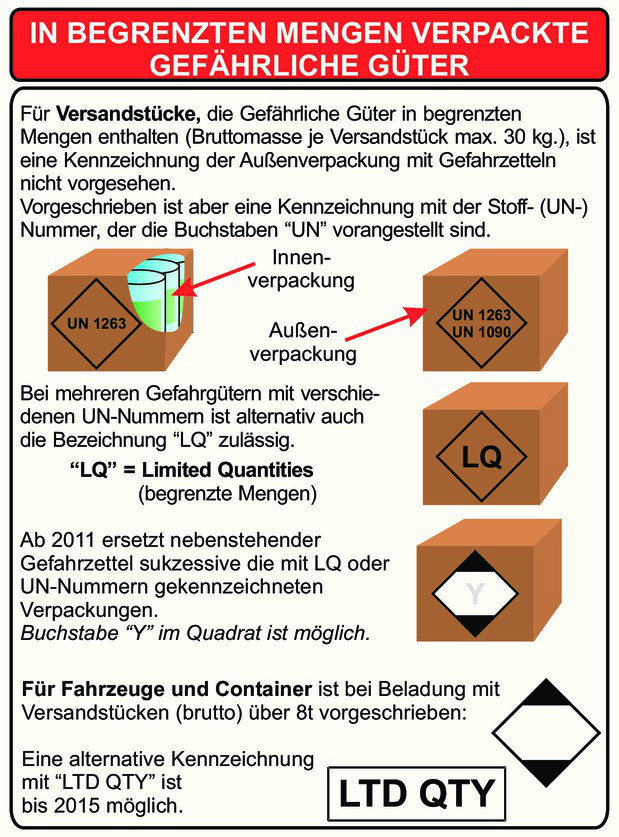 IN BEGRENZTEN MENGEN VERPACKTE
GEFÄHRLICHE GÜTER
Für Versandstücke, die Gefährliche Güter in begrenzten
Mengen enthalten (Bruttomasse je Versandstück max. 30 kg.), ist
eine Kennzeichnung der Außenverpackung mit Gefahrzetteln
nicht vorgesehen.
Vorgeschrieben ist aber eine Kennzeichnung mit der Stoff- (UN-)
Nummer, der die Buchstaben “UN” vorangestellt sind.
Innen-
verpackung
UN 1263
Außen-
verpackung
UN 1263
UN 1090
Bei mehreren Gefahrgütern mit verschie-
denen UN-Nummern ist alternativ auch
die Bezeichnung “LQ” zulässig.
“LQ” = Limited Quantities
(begrenzte Mengen)
LQ
Ab 2011 ersetzt nebenstehender
Gefahrzettel sukzessive die mit LQ oder
UN-Nummern gekennzeichneten
Verpackungen.
Buchstabe “Y” im Quadrat ist möglich.
Y
Für Fahrzeuge und Container ist bei Beladung mit
Versandstücken (brutto) über 8t vorgeschrieben:
Eine alternative Kennzeichnung
mit “LTD QTY” ist
bis 2015 möglich.
LTD QTY